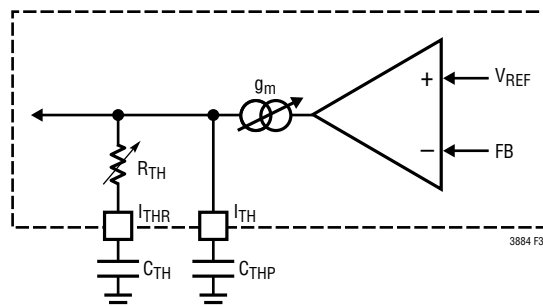 gm
+
VREF
−
FB
RTH
ITHR
ITH
3884 F3
CTH
CTHP